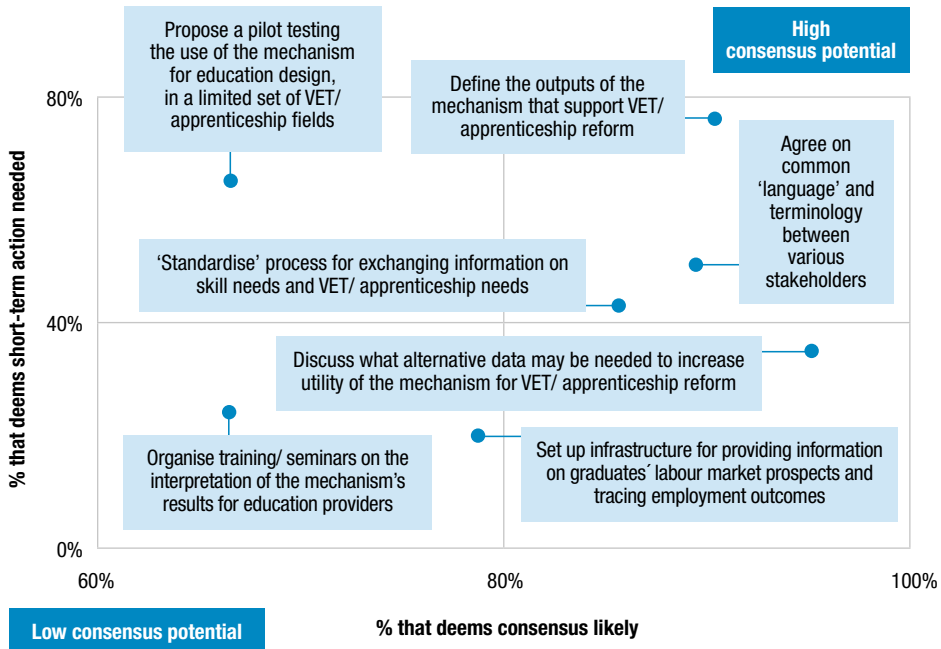 Propose a pilot testing
the use of the mechanism
for education design,
in a limited set of VET/
apprenticeship fields
High
consensus potential
Define the outputs of the
mechanism that support VET/
apprenticeship reform
80%
Agree on
common
‘language’ and
terminology
between
various
stakeholders
% that deems short-term action needed
‘Standardise’ process for exchanging information on
skill needs and VET/ apprenticeship needs
40%
Discuss what alternative data may be needed to increase
utility of the mechanism for VET/ apprenticeship reform
Organise training/ seminars on the
interpretation of the mechanism’s
results for education providers
Set up infrastructure for providing information
on graduates´ labour market prospects and
tracing employment outcomes
0%
60%
80%
100%
Low consensus potential
% that deems consensus likely